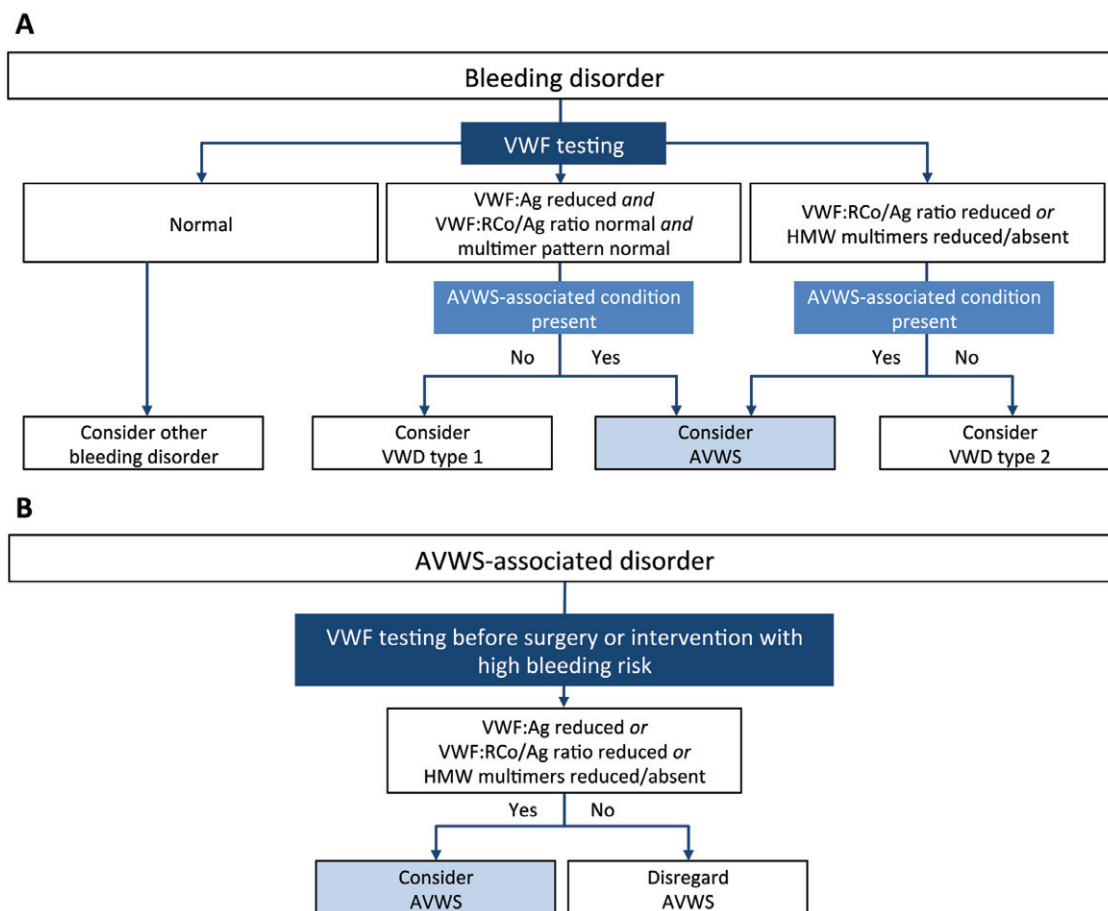 A
Bleeding disorder
VWF testing
Normal
VWF:Ag reduced and
VWF:RCo/Ag ratio normal and
multimer pattern normal
VWF:RCo/Ag ratio reduced or
HMW multimers reduced/absent
AVWS-associated condition
present
AVWS-associated condition
present
No
Yes
Yes
No
Consider other
bleeding disorder
Consider
VWD type 1
Consider
AVWS
Consider
VWD type 2
B
AVWS-associated disorder
VWF testing before surgery or intervention with
high bleeding risk
VWF:Ag reduced or
VWF:RCo/Ag ratio reduced or
HMW multimers reduced/absent
Yes
No
Consider
AVWS
Disregard
AVWS